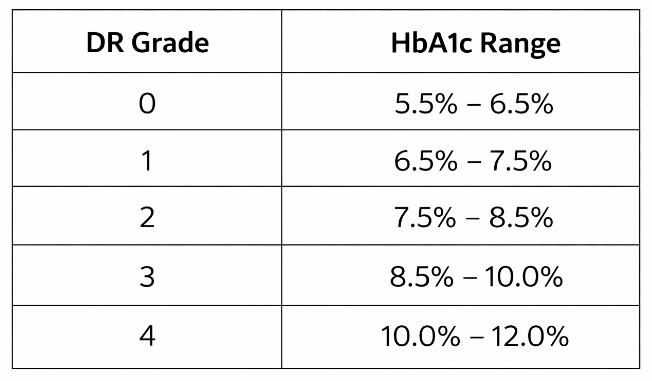 DR Grade HbA1c Range
0 5.5% – 6.5%
1 6.5% – 7.5%
2 7.5% – 8.5%
3 8.5% – 10.0%
4 10.0% – 12.0%